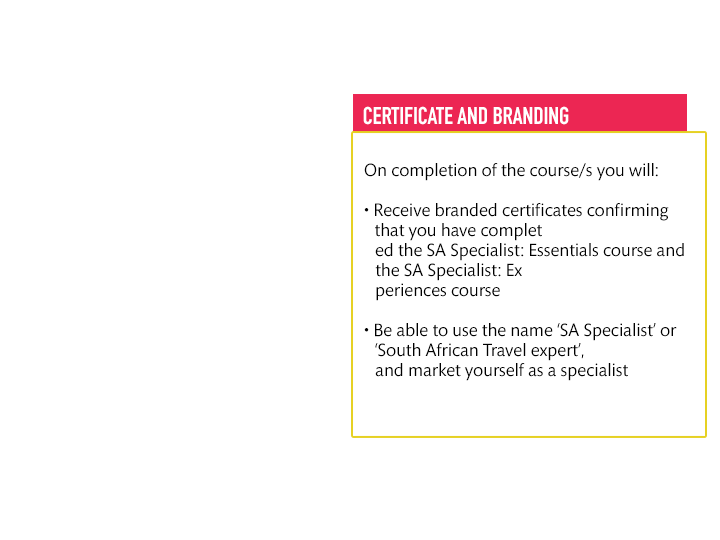 CERTIFICATE AND BRANDING
On completion of the course/s you will:
• Receive branded certificates confirming
that you have complet
ed the SA Specialist: Essentials course and
the SA Specialist: Ex
periences course
• Be able to use the name ‘SA Specialist’ or
‘South African Travel expert’,
and market yourself as a specialist